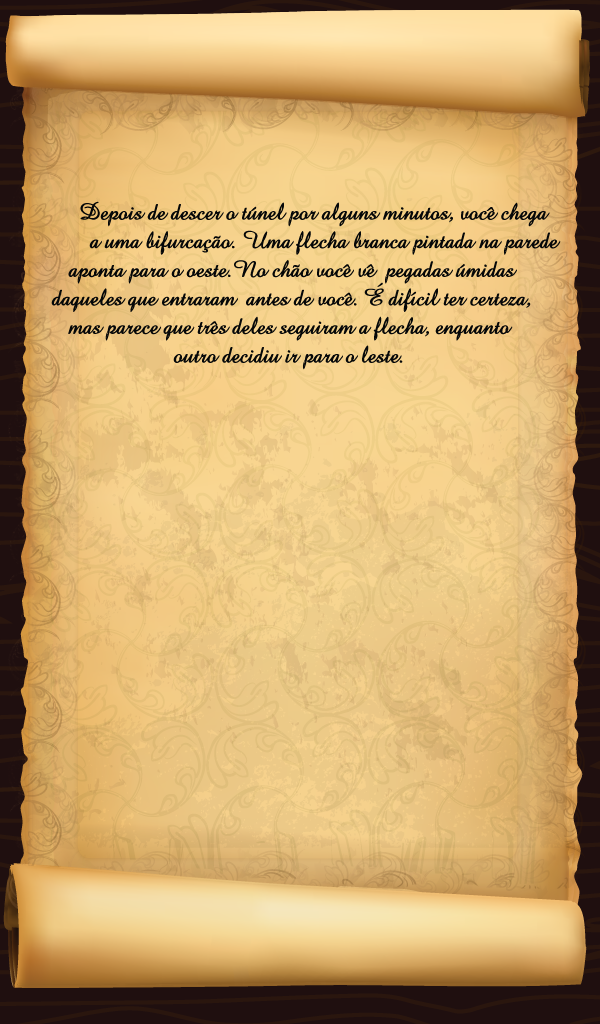 Depois de descer o túnel por alguns minutos, você chega
a uma bifurcação. Uma flecha branca pintada na parede
aponta para o oeste. No chão você vê pegadas úmidas
daqueles que entraram antes de você. É difícil ter certeza,
mas parece que três deles seguiram a flecha, enquanto
outro decidiu ir para o leste.